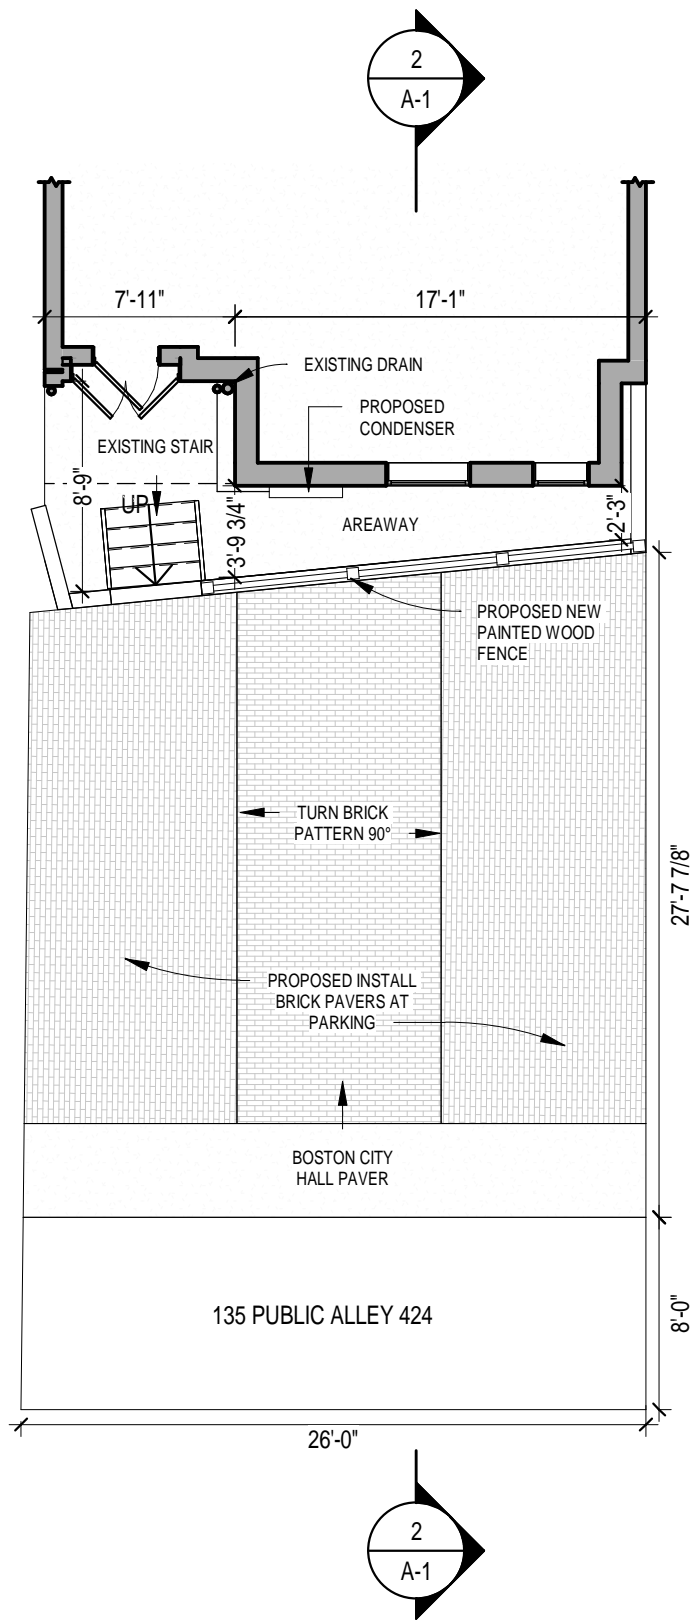 2
A-1
7'-11"
17'-1"
EXISTING DRAIN
PROPOSED
CONDENSER
EXISTING STAIR
8'-9"
UP
3'-9 3/4"
AREAWAY
2'-3"
PROPOSED NEW
PAINTED WOOD
FENCE
TURN BRICK
PATTERN 90°
27'-7 7/8"
PROPOSED INSTALL
BRICK PAVERS AT
PARKING
BOSTON CITY
HALL PAVER
135 PUBLIC ALLEY 424
8'-0"
26'-0"
2
A-1